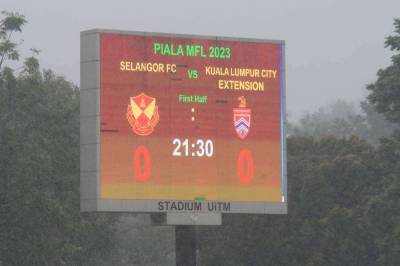 PIALA MFL 2023
SELANGOR FC VS KUALA LUMPUR CITY
EXTENSION
First Half
:
21:30
0 0
STADIUM UiTM